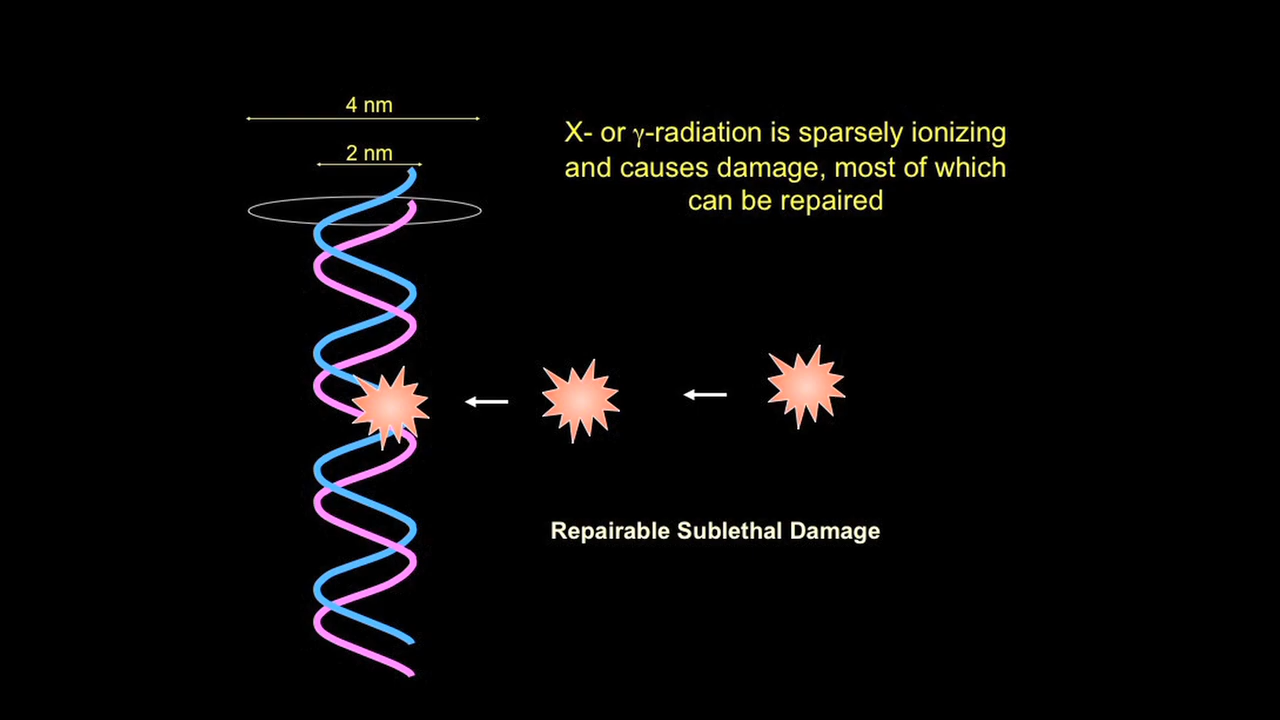 4 nm
2 nm
X- or γ-radiation is sparsely ionizing
and causes damage, most of which
can be repaired
Repairable Sublethal Damage